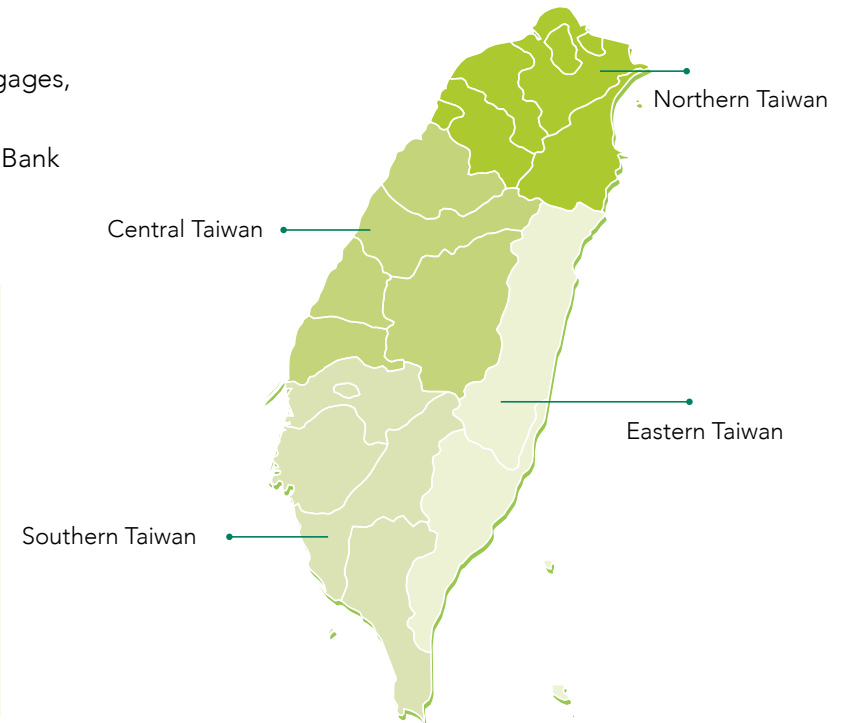 gages,
Bank
Northern Taiwan
Central Taiwan
Eastern Taiwan
Southern Taiwan